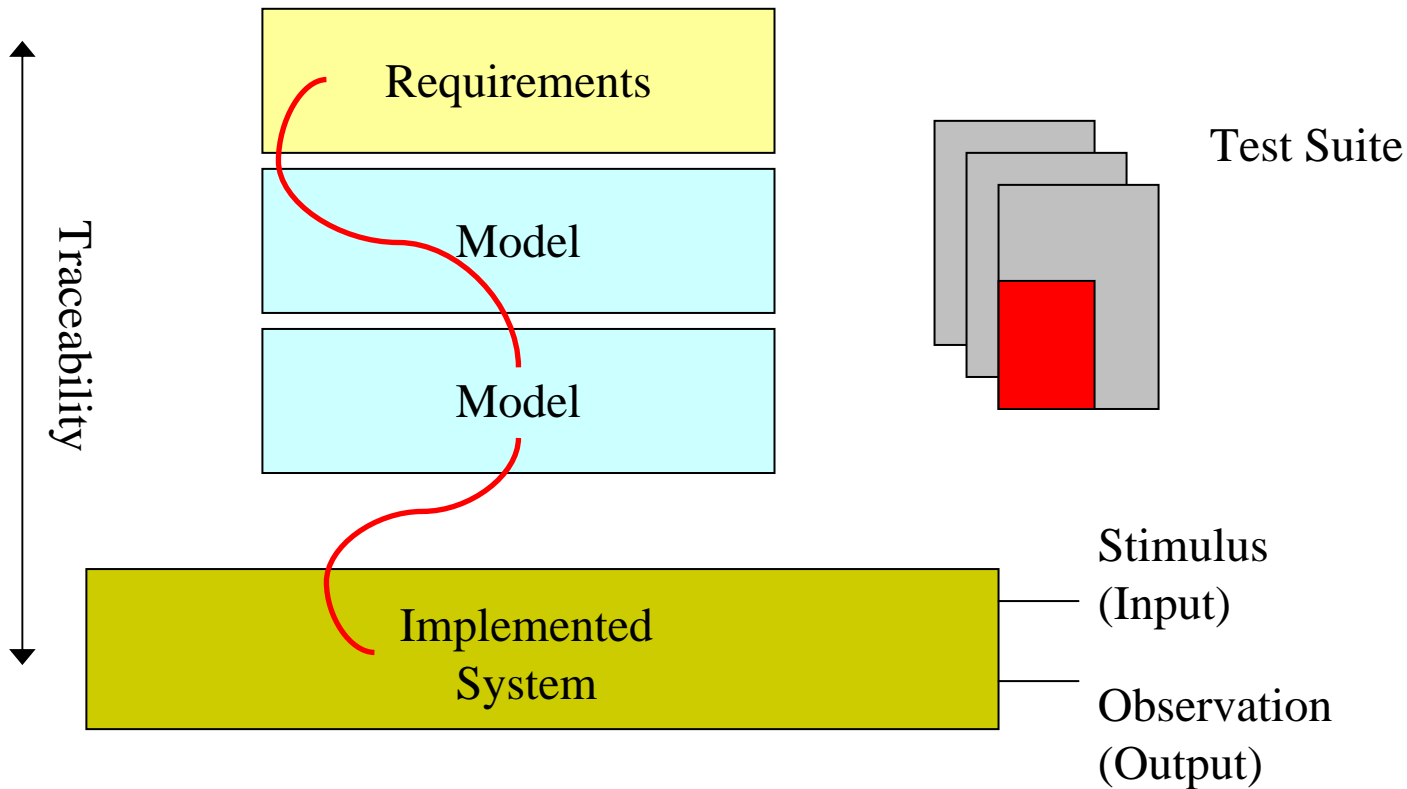 Requirements
Test Suite
Model
Traceability
Model
Stimulus
(Input)
Implemented
System
Observation
(Output)